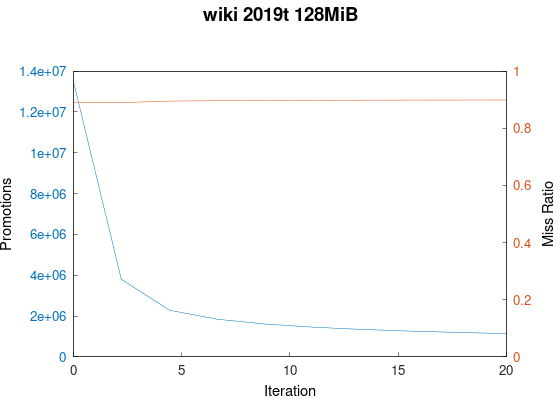 wiki 2019t 128MiB
1.4e+07
1.2e+07
1e+07
8e+06
6e+06
4e+06
2e+06
0
Promotions
1
0.8
0.6
0.4
0.2
0
Miss Ratio
0
5
10
15
20
Iteration